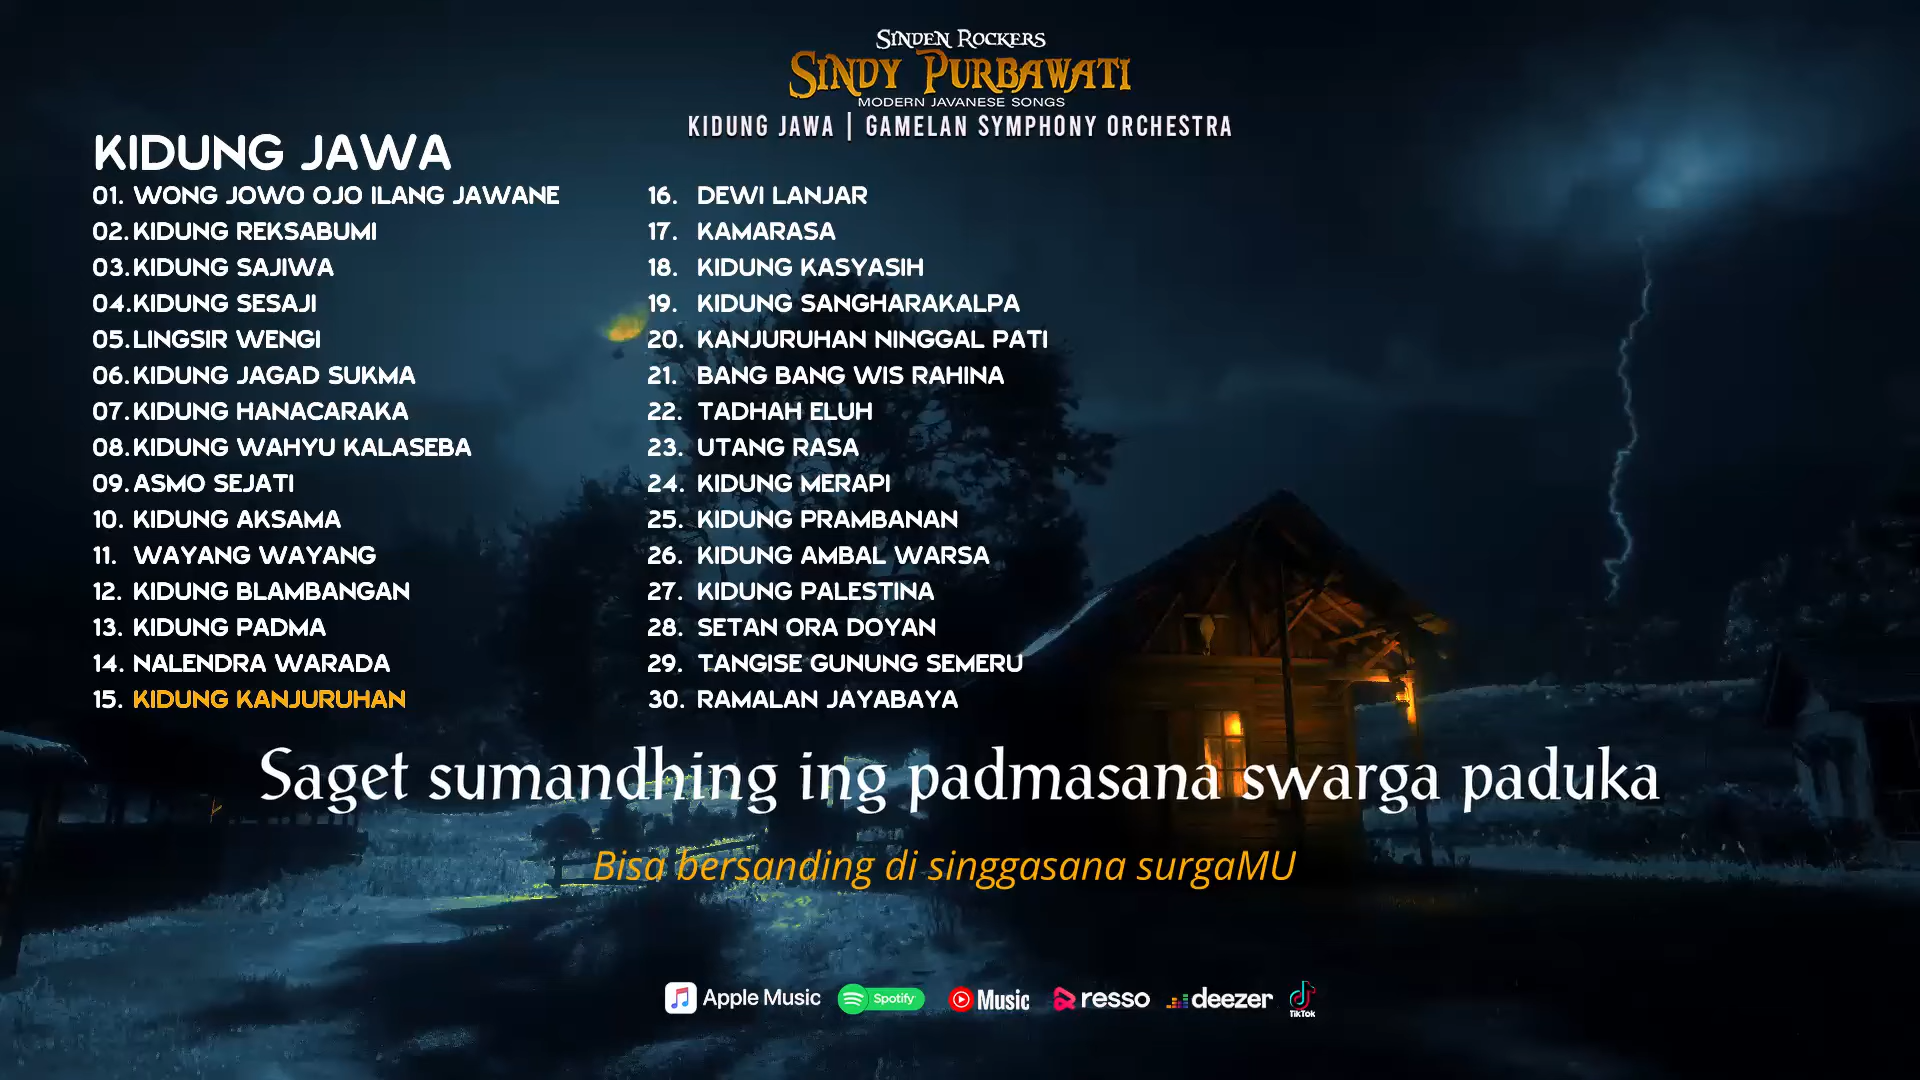 SINDEN ROCKERS
SINDY PURBAWATI
MODERN JAVANESE SONGS
KIDUNG JAWA | GAMELAN SYMPHONY ORCHESTRA
KIDUNG JAWA
01. WONG JOWO OJO ILANG JAWANE
02. KIDUNG REKSABUMI
03. KIDUNG SAJIWA
04. KIDUNG SESAJI
05. LINGSIR WENGI
06. KIDUNG JAGAD SUKMA
07. KIDUNG HANACARAKA
08. KIDUNG WAHYU KALASEBA
09. ASMO SEJATI
10. KIDUNG AKSAMA
11. WAYANG WAYANG
12. KIDUNG BLAMBANGAN
13. KIDUNG PADMA
14. NALENDRA WARADA
15. KIDUNG KANJURUHAN
16. DEWI LANJAR
17. KAMARASA
18. KIDUNG KASYASIH
19. KIDUNG SANGHARAKALPA
20. KANJURUHAN NINGGAL PATI
21. BANG BANG WIS RAHINA
22. TADHAH ELUH
23. UTANG RASA
24. KIDUNG MERAPI
25. KIDUNG PRAMBANAN
26. KIDUNG AMBAL WARSA
27. KIDUNG PALESTINA
28. SETAN ORA DOYAN
29. TANGISE GUNUNG SEMERU
30. RAMALAN JAYABAYA
Saget sumandhing ing padmasana swarga paduka
Bisa bersanding di singgasana surgaMU
Apple Music Spotify Music resso deezer TikTok